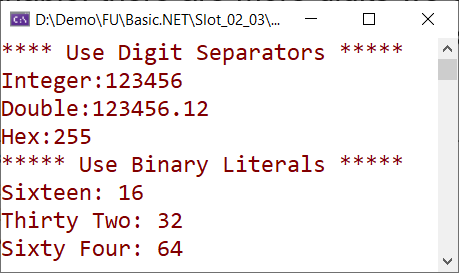 D:\Demo\FU\Basic.NET\Slot_02_03\...
**** Use Digit Separators *****
Integer:123456
Double:123456.12
Hex:255
***** Use Binary Literals *****
Sixteen: 16
Thirty Two: 32
Sixty Four: 64